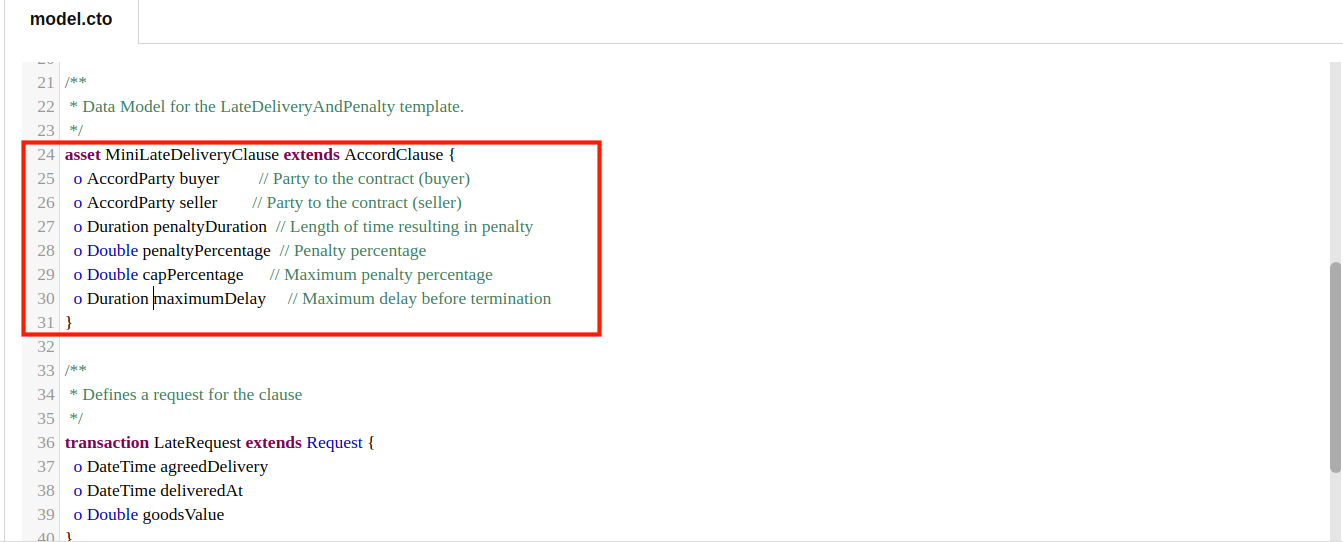 model.cto
21 /**
22 * Data Model for the LateDeliveryAndPenalty template.
23 */
24 asset MiniLateDeliveryClause extends AccordClause {
25 o AccordParty buyer // Party to the contract (buyer)
26 o AccordParty seller // Party to the contract (seller)
27 o Duration penaltyDuration // Length of time resulting in penalty
28 o Double penaltyPercentage // Penalty percentage
29 o Double capPercentage // Maximum penalty percentage
30 o Duration maximumDelay // Maximum delay before termination
31 }
32
33 /**
34 * Defines a request for the clause
35 */
36 transaction LateRequest extends Request {
37 o DateTime agreedDelivery
38 o DateTime deliveredAt
39 o Double goodsValue
40 }